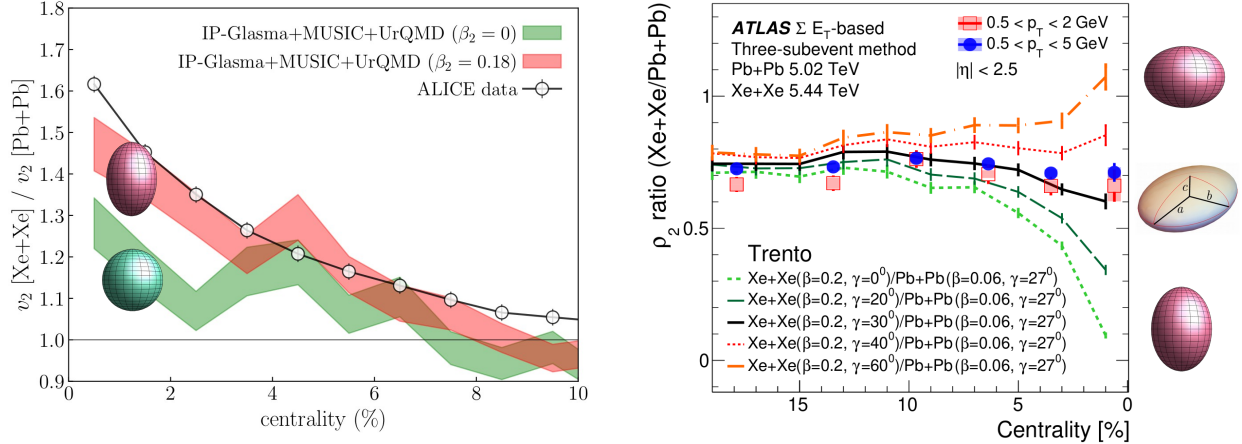 IP-Glasma+MUSIC+UrQMD (β₂ = 0)
IP-Glasma+MUSIC+UrQMD (β₂ = 0.18)
ALICE data
v₂ [Xe+Xe] / v₂ [Pb+Pb]
1.8
1.7
1.6
1.5
1.4
1.3
1.2
1.1
1.0
0.9
0
2
4
6
8
10
centrality (%)
ATLAS Σ E_T-based
Three-subevent method
Pb+Pb 5.02 TeV
Xe+Xe 5.44 TeV
0.5 < p_T < 2 GeV
0.5 < p_T < 5 GeV
|η| < 2.5
ρ₂ ratio (Xe+Xe/Pb+Pb)
1
0.5
0
Trento
Xe+Xe(β=0.2, γ=0⁰)/Pb+Pb(β=0.06, γ=27⁰)
Xe+Xe(β=0.2, γ=20⁰)/Pb+Pb(β=0.06, γ=27⁰)
Xe+Xe(β=0.2, γ=30⁰)/Pb+Pb(β=0.06, γ=27⁰)
Xe+Xe(β=0.2, γ=40⁰)/Pb+Pb(β=0.06, γ=27⁰)
Xe+Xe(β=0.2, γ=60⁰)/Pb+Pb(β=0.06, γ=27⁰)
15
10
5
0
Centrality [%]
c
b
a